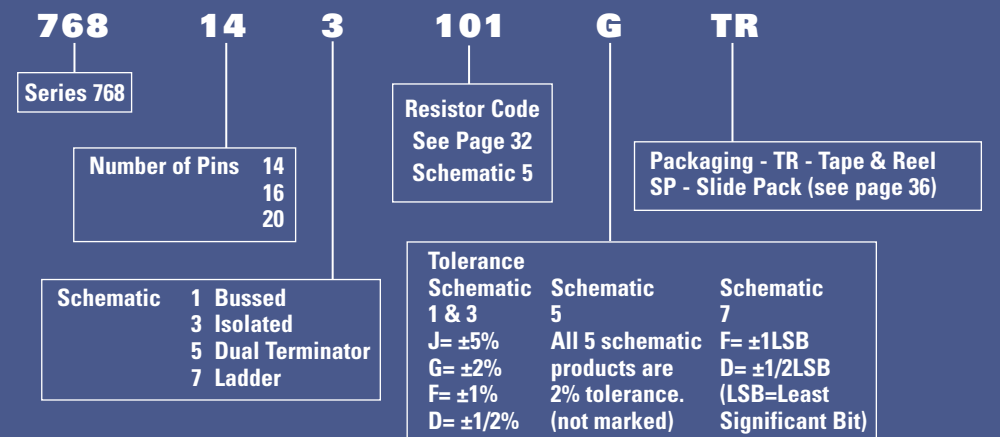 768 14 3 101 G TR
Series 768
Number of Pins 14
16
20
Schematic 1 Bussed
3 Isolated
5 Dual Terminator
7 Ladder
Resistor Code
See Page 32
Schematic 5
Packaging - TR - Tape & Reel
SP - Slide Pack (see page 36)
Tolerance
Schematic Schematic Schematic
1 & 3 5 7
J= ±5% All 5 schematic F= ±1LSB
G= ±2% products are D= ±1/2LSB
F= ±1% 2% tolerance. (LSB=Least
D= ±1/2% (not marked) Significant Bit)